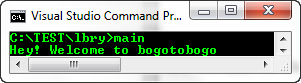 Visual Studio Command Pr...
C:\TEST\lbry>main
Hey! Welcome to bogotobogo